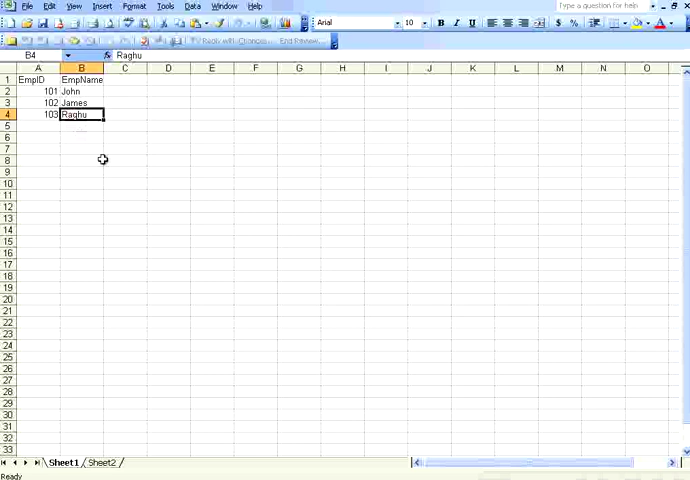 File Edit View Insert Format Tools Data Window Help Type a question for help
Arial 10 B I U $ %
Reply with Changes... End Review...
B4 fx Raghu
A B C D E F G H I J K L M N O
1 EmpID EmpName
2 101 John
3 102 James
4 103 Raghu
5
6
7
8
9
10
11
12
13
14
15
16
17
18
19
20
21
22
23
24
25
26
27
28
29
30
31
32
33
Sheet1 Sheet2
Ready